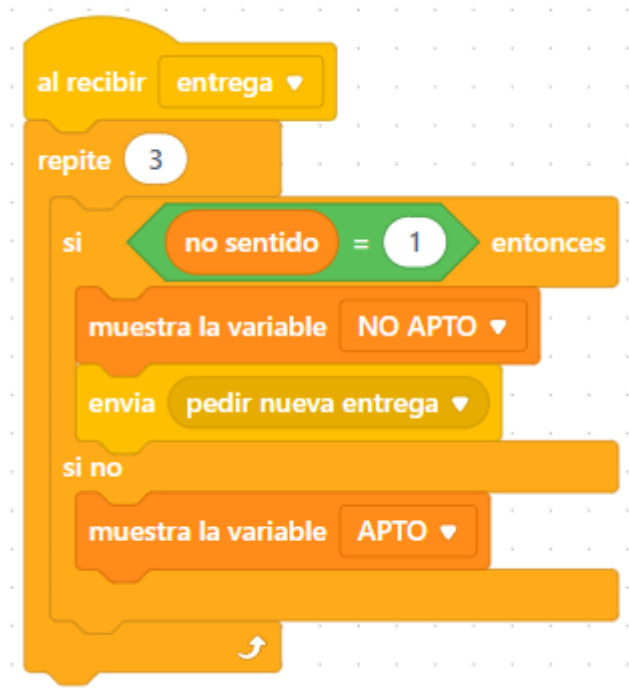 al recibir entrega
repite 3
si no sentido = 1 entonces
muestra la variable NO APTO
envia pedir nueva entrega
si no
muestra la variable APTO